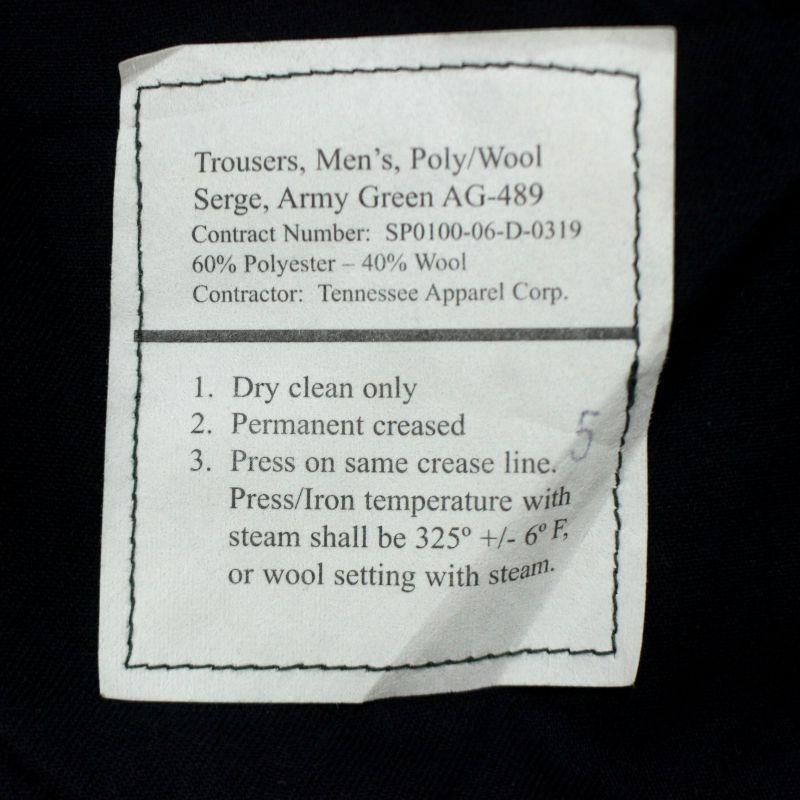 Trousers, Men's, Poly/Wool
Serge, Army Green AG-489
Contract Number: SP0100-06-D-0319
60% Polyester – 40% Wool
Contractor: Tennessee Apparel Corp.
1. Dry clean only
2. Permanent creased
3. Press on same crease line.
Press/Iron temperature with
steam shall be 325º +/- 6º F,
or wool setting with steam.
5